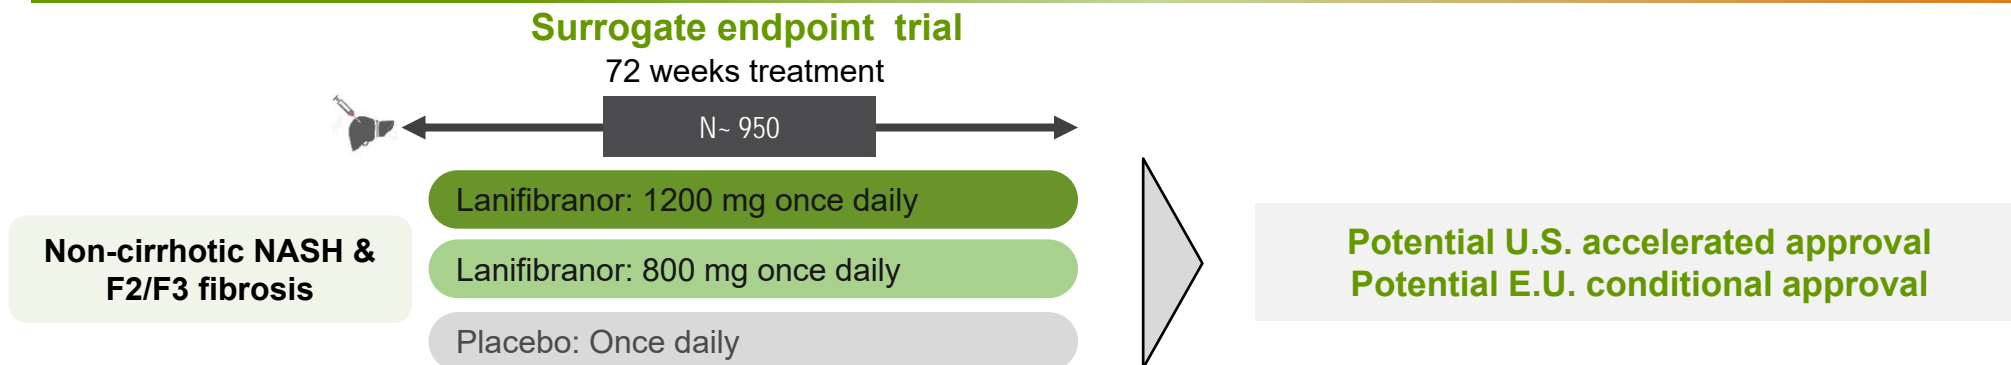 Surrogate endpoint trial
72 weeks treatment
N~ 950
Lanifibranor: 1200 mg once daily
Non-cirrhotic NASH &
F2/F3 fibrosis
Lanifibranor: 800 mg once daily
Placebo: Once daily
Potential U.S. accelerated approval
Potential E.U. conditional approval